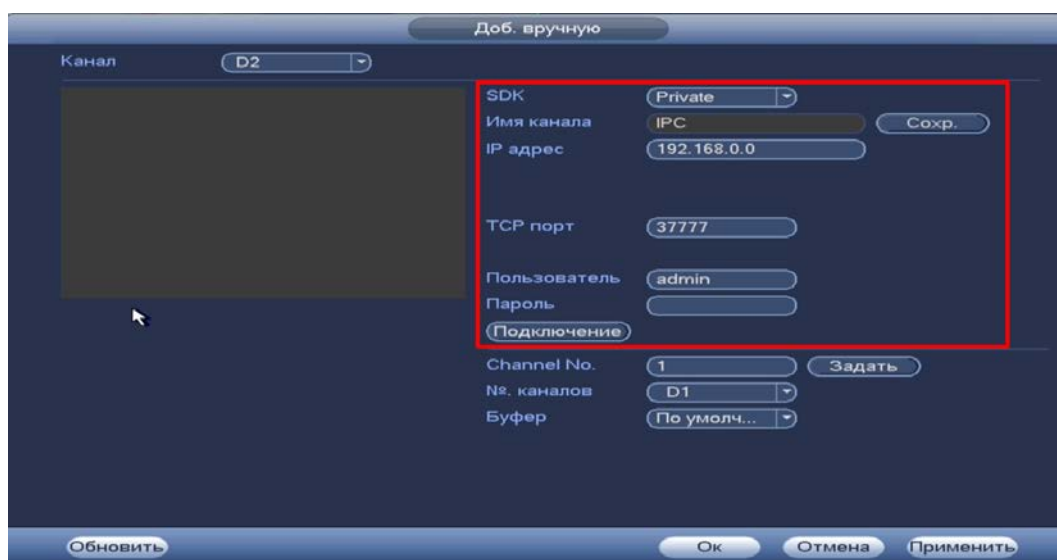 Доб. вручную
Канал D2
SDK Private
Имя канала IPC Сохр.
IP адрес 192.168.0.0
TCP порт 37777
Пользователь admin
Пароль
Подключение
Channel No. 1 Задать
№. каналов D1
Буфер По умолч...
Обновить Ок Отмена Применить